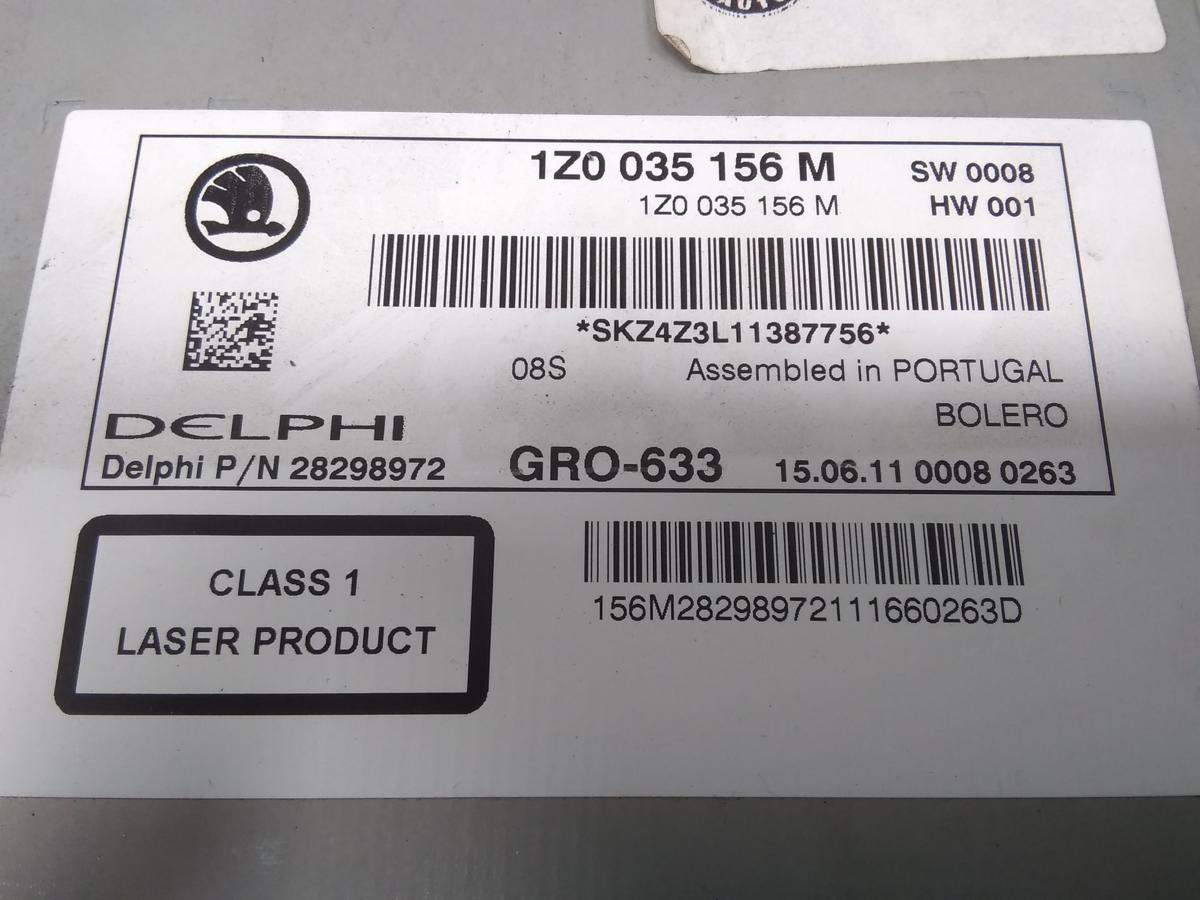 1Z0 035 156 M SW 0008
1Z0 035 156 M HW 001
*SKZ4Z3L11387756*
08S Assembled in PORTUGAL
BOLERO
DELPHI
Delphi P/N 28298972 GRO-633 15.06.11 0008 0263
CLASS 1
LASER PRODUCT
156M28298972111660263D